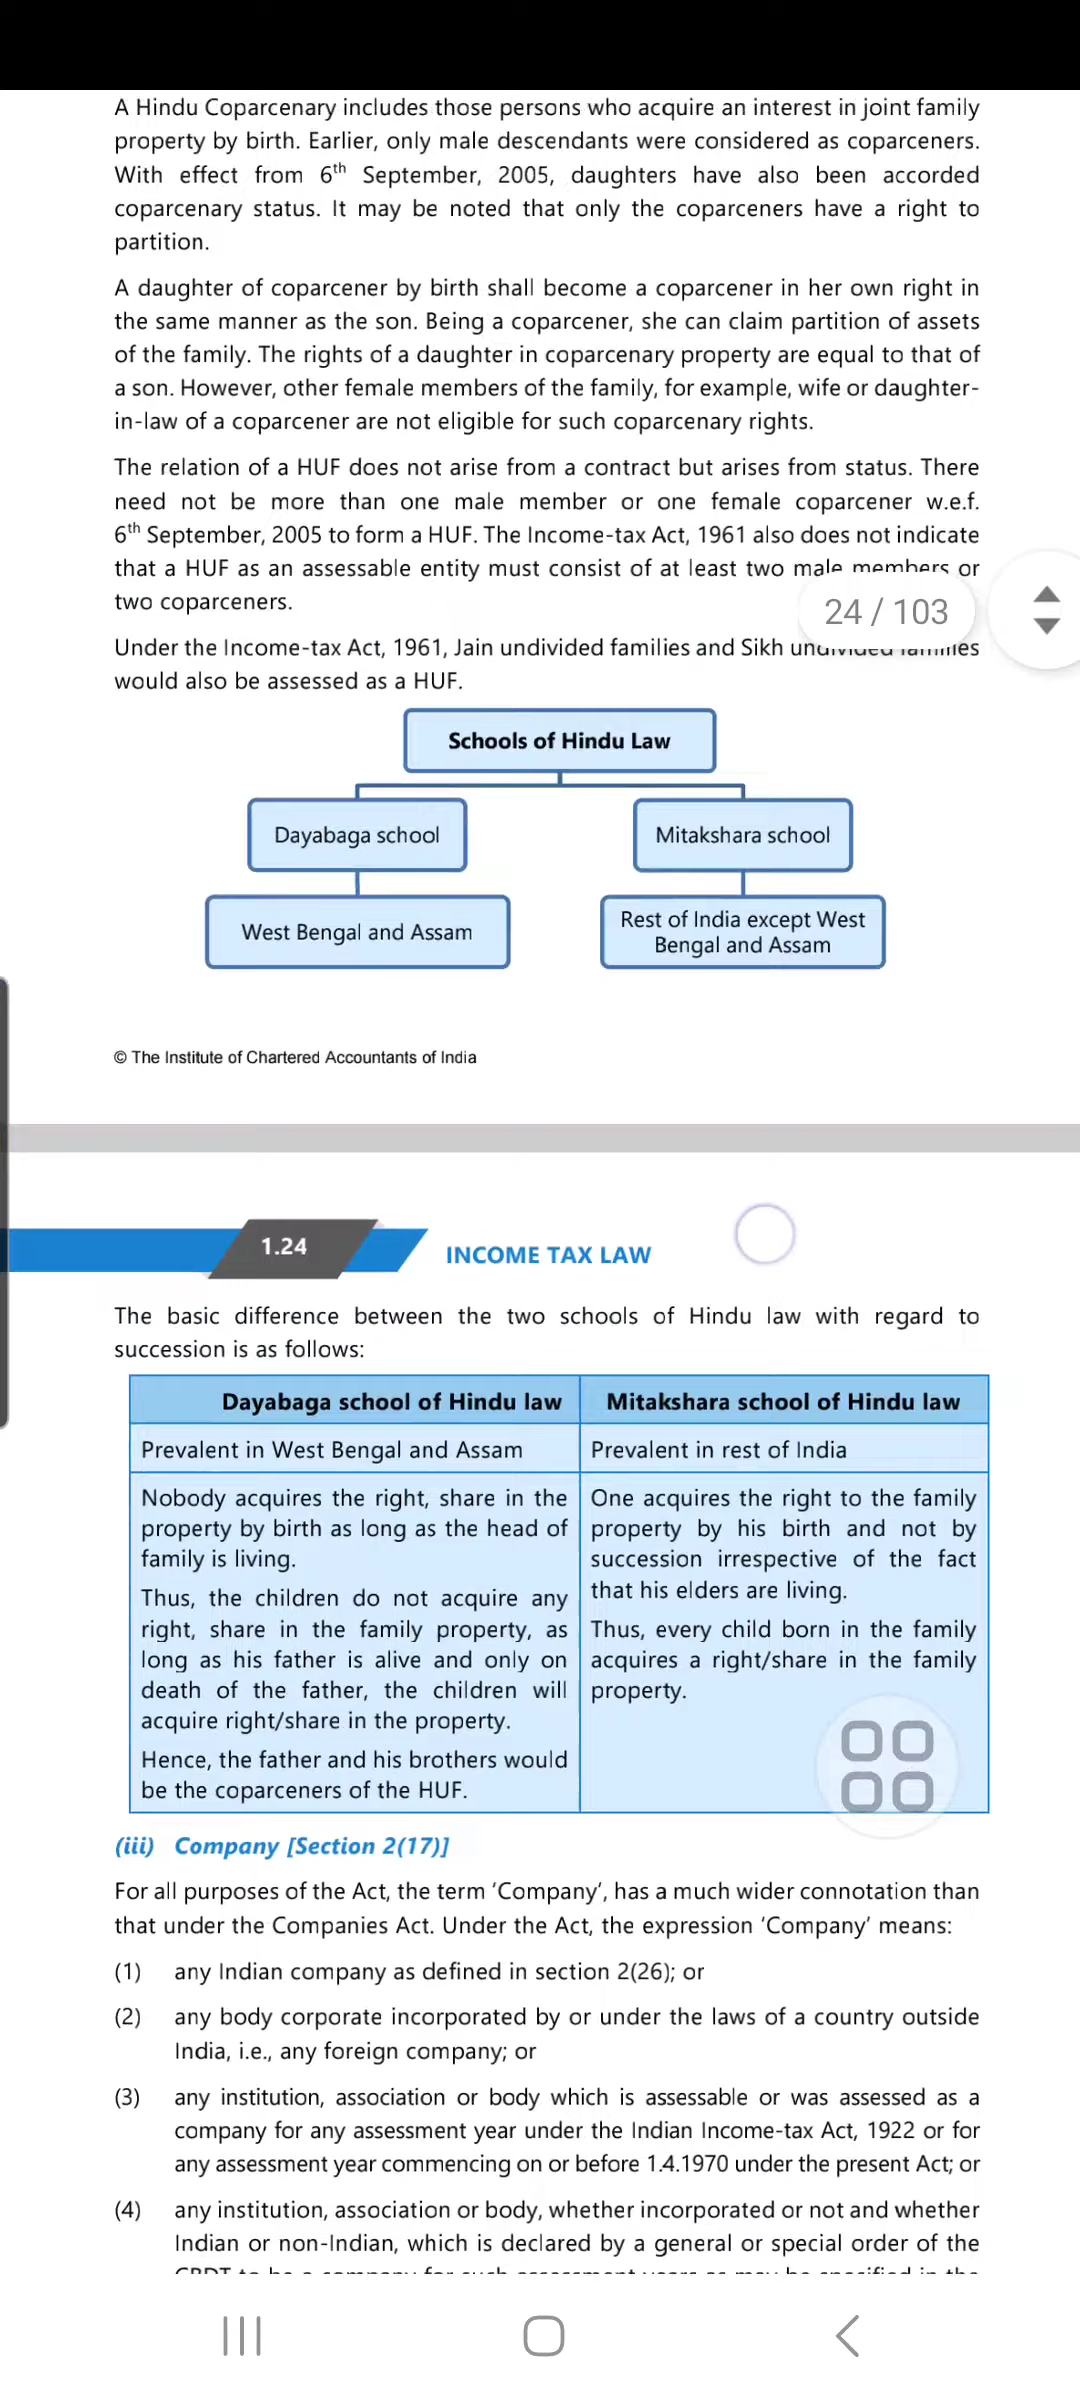 A Hindu Coparcenary includes those persons who acquire an interest in joint family
property by birth. Earlier, only male descendants were considered as coparceners.
With effect from 6th September, 2005, daughters have also been accorded
coparcenary status. It may be noted that only the coparceners have a right to
partition.
A daughter of coparcener by birth shall become a coparcener in her own right in
the same manner as the son. Being a coparcener, she can claim partition of assets
of the family. The rights of a daughter in coparcenary property are equal to that of
a son. However, other female members of the family, for example, wife or daughter-
in-law of a coparcener are not eligible for such coparcenary rights.
The relation of a HUF does not arise from a contract but arises from status. There
need not be more than one male member or one female coparcener w.e.f.
6th September, 2005 to form a HUF. The Income-tax Act, 1961 also does not indicate
that a HUF as an assessable entity must consist of at least two male members or
two coparceners.
24 / 103
Under the Income-tax Act, 1961, Jain undivided families and Sikh undivided families
would also be assessed as a HUF.
Schools of Hindu Law
Dayabaga school
Mitakshara school
West Bengal and Assam
Rest of India except West
Bengal and Assam
© The Institute of Chartered Accountants of India
1.24
INCOME TAX LAW
The basic difference between the two schools of Hindu law with regard to
succession is as follows:
Dayabaga school of Hindu law
Mitakshara school of Hindu law
Prevalent in West Bengal and Assam
Prevalent in rest of India
Nobody acquires the right, share in the
property by birth as long as the head of
family is living.
Thus, the children do not acquire any
right, share in the family property, as
long as his father is alive and only on
death of the father, the children will
acquire right/share in the property.
Hence, the father and his brothers would
be the coparceners of the HUF.
One acquires the right to the family
property by his birth and not by
succession irrespective of the fact
that his elders are living.
Thus, every child born in the family
acquires a right/share in the family
property.
(iii) Company [Section 2(17)]
For all purposes of the Act, the term 'Company', has a much wider connotation than
that under the Companies Act. Under the Act, the expression 'Company' means:
(1) any Indian company as defined in section 2(26); or
(2) any body corporate incorporated by or under the laws of a country outside
India, i.e., any foreign company; or
(3) any institution, association or body which is assessable or was assessed as a
company for any assessment year under the Indian Income-tax Act, 1922 or for
any assessment year commencing on or before 1.4.1970 under the present Act; or
(4) any institution, association or body, whether incorporated or not and whether
Indian or non-Indian, which is declared by a general or special order of the